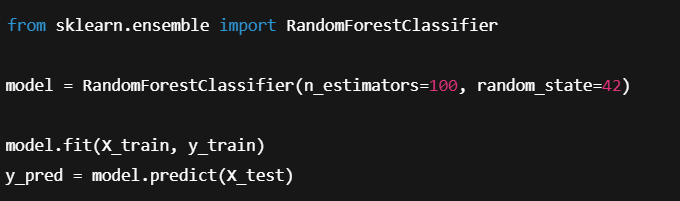 from sklearn.ensemble import RandomForestClassifier
model = RandomForestClassifier(n_estimators=100, random_state=42)
model.fit(X_train, y_train)
y_pred = model.predict(X_test)